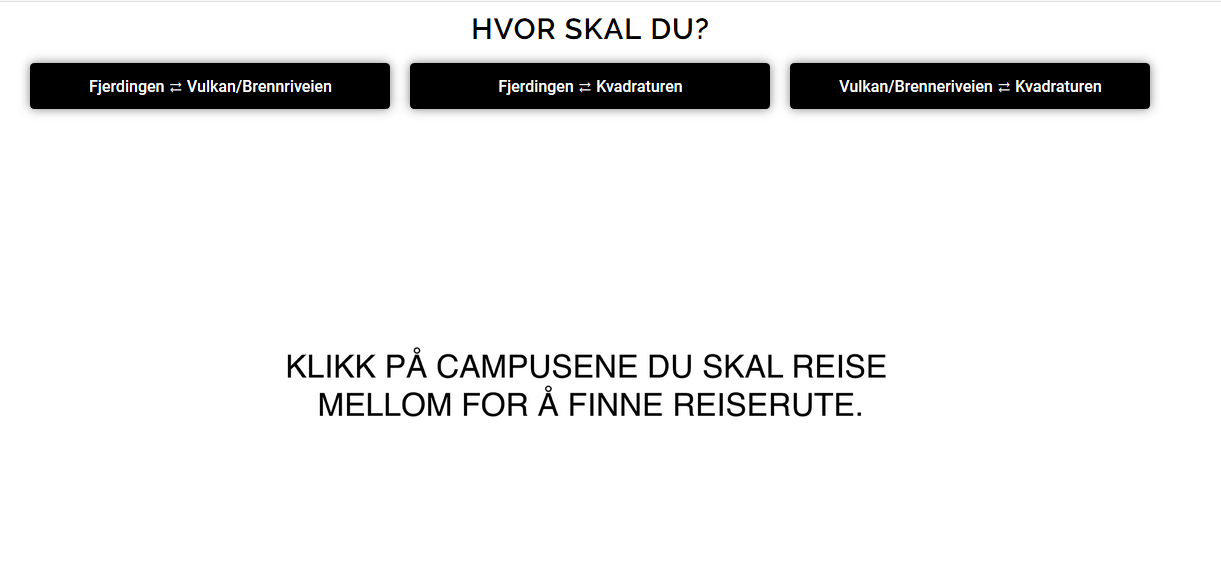 HVOR SKAL DU?
Fjerdingen ⇄ Vulkan/Brennriveien
Fjerdingen ⇄ Kvadraturen
Vulkan/Brenneriveien ⇄ Kvadraturen
KLIKK PÅ CAMPUSENE DU SKAL REISE
MELLOM FOR Å FINNE REISERUTE.